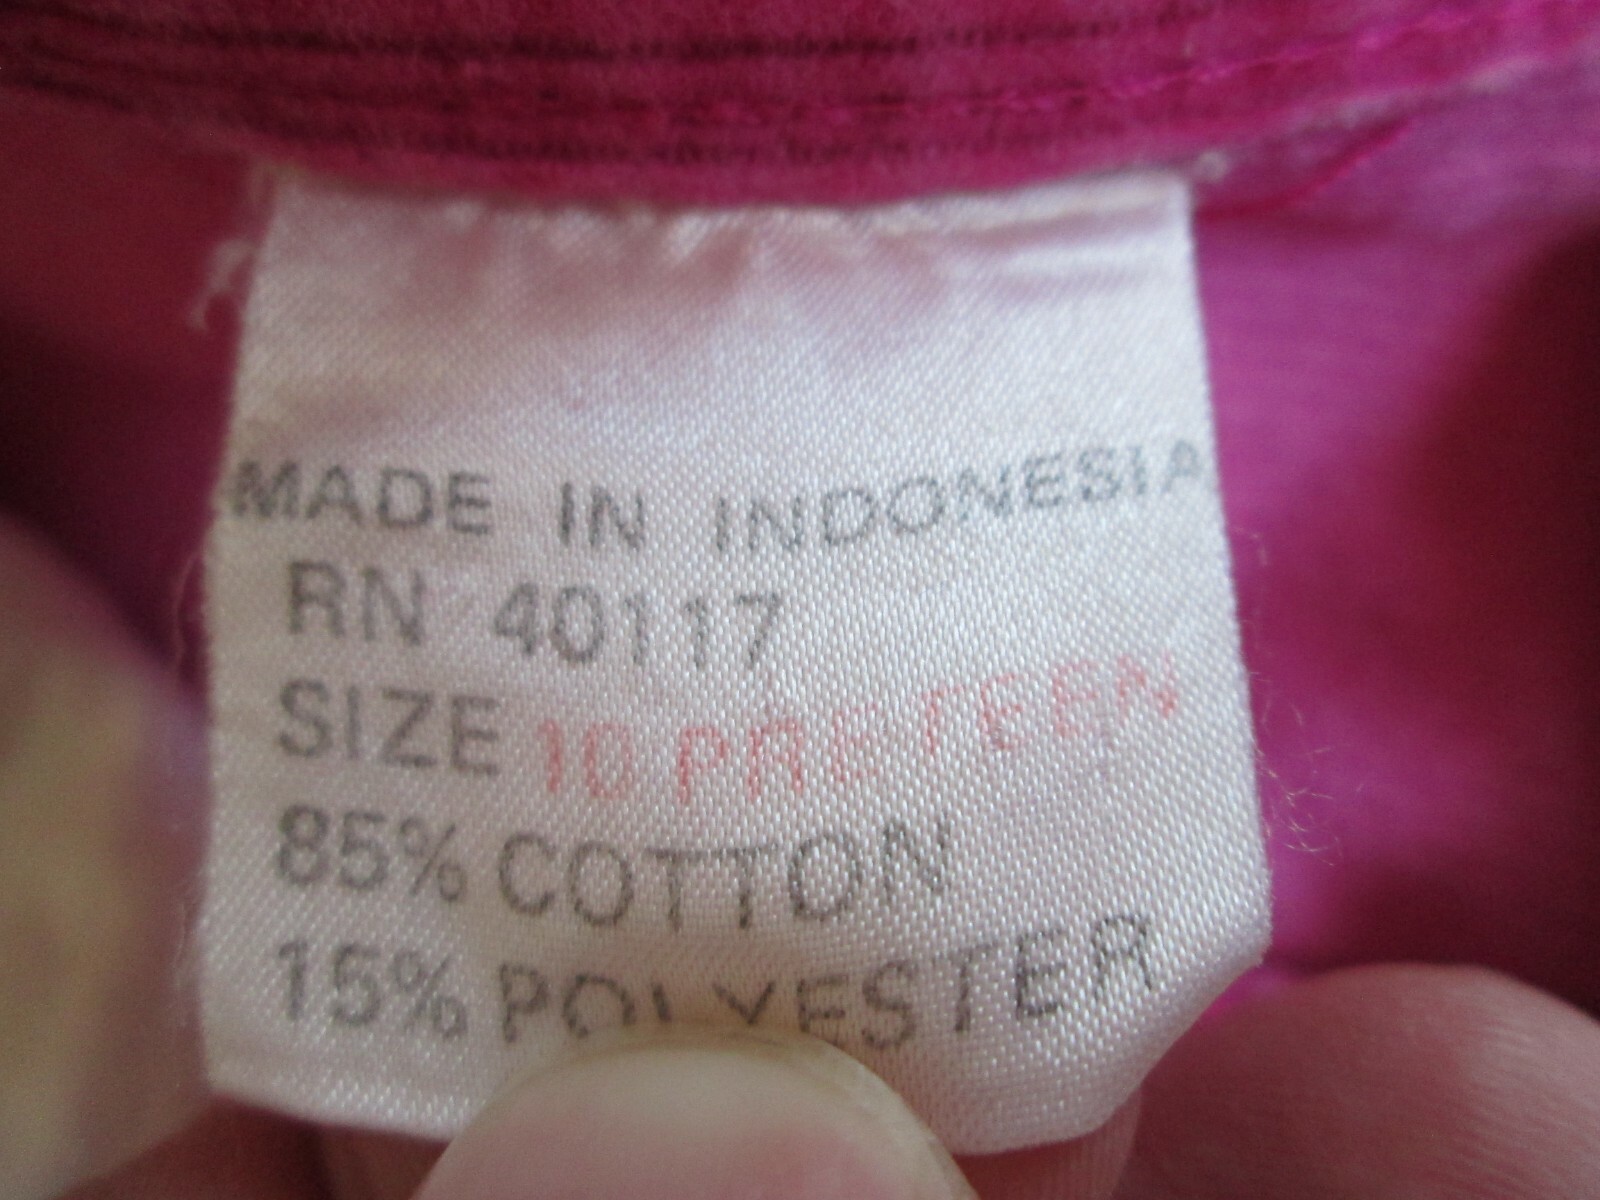 MADE IN INDONESIA
RN 40117
SIZE 10 PRETEEN
85% COTTON
15% POLYESTER